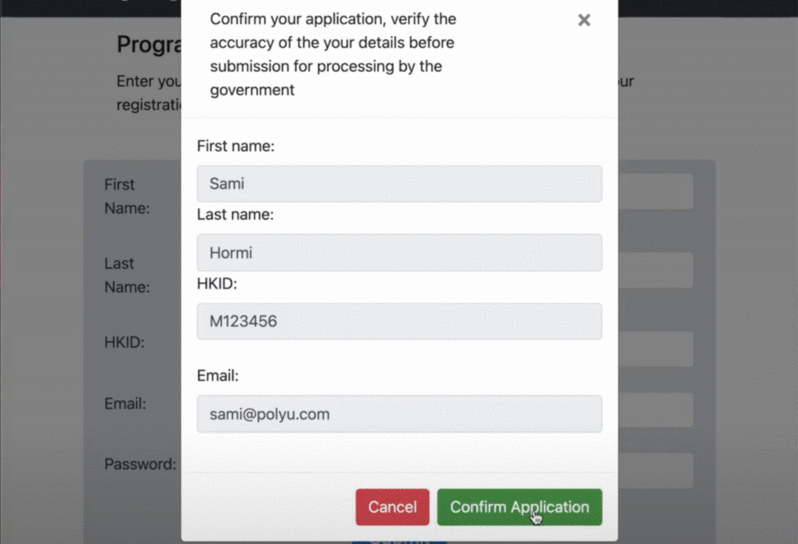 Confirm your application, verify the
accuracy of the your details before
submission for processing by the
government
×
First name:
Sami
Last name:
Hormi
HKID:
M123456
Email:
sami@polyu.com
Cancel
Confirm Application
Progra
Enter you
ur
registrati
First
Name:
Last
Name:
HKID:
Email:
Password: